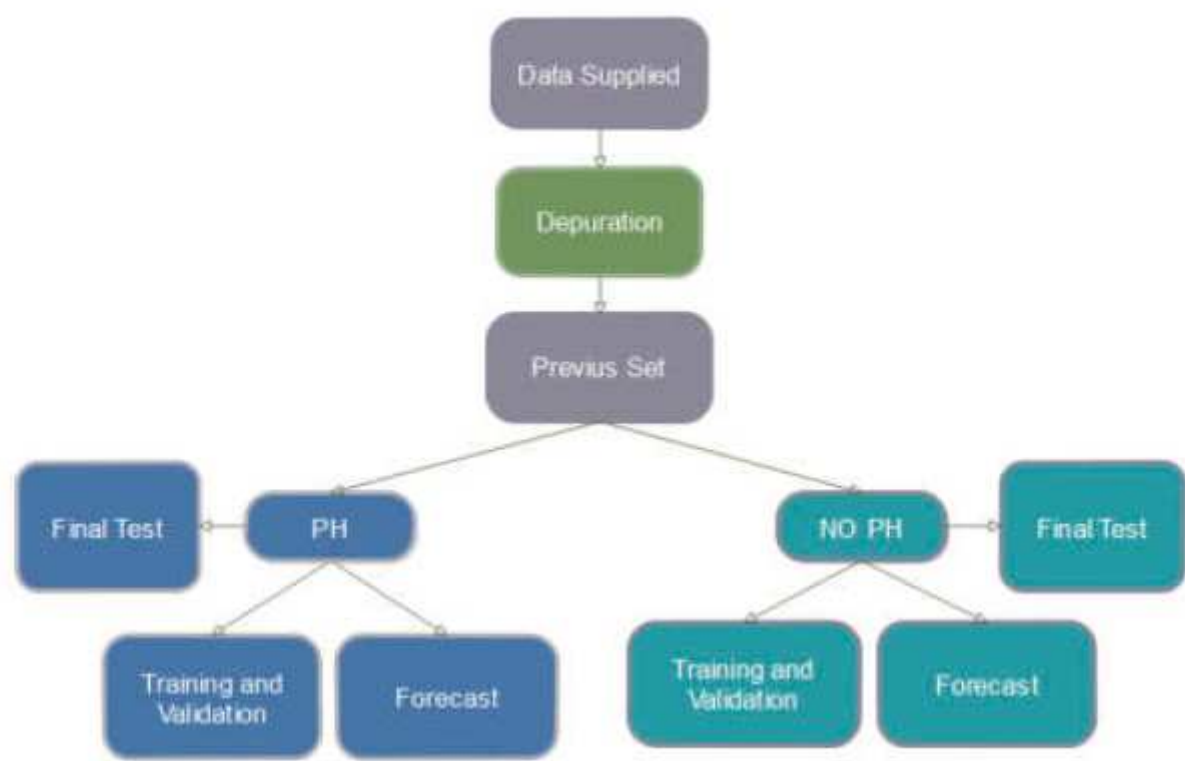 Data Supplied
Depuration
Previus Set
Final Test
PH
NO PH
Final Test
Training and
Validation
Forecast
Training and
Validation
Forecast